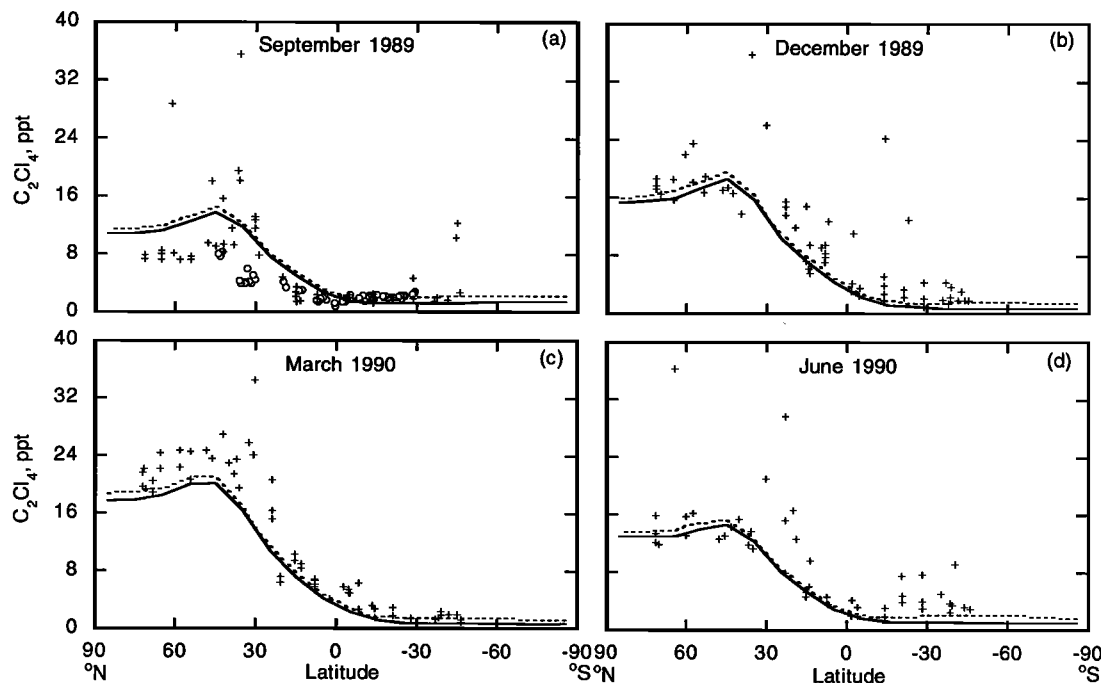 40
32
24
16
8
0
C₂Cl₄, ppt
September 1989
(a)
December 1989
(b)
40
32
24
16
8
0
C₂Cl₄, ppt
March 1990
(c)
June 1990
(d)
90
60
30
0
-30
-60
-90
°N
Latitude
°S
90
60
30
0
-30
-60
-90
°N
Latitude
°S